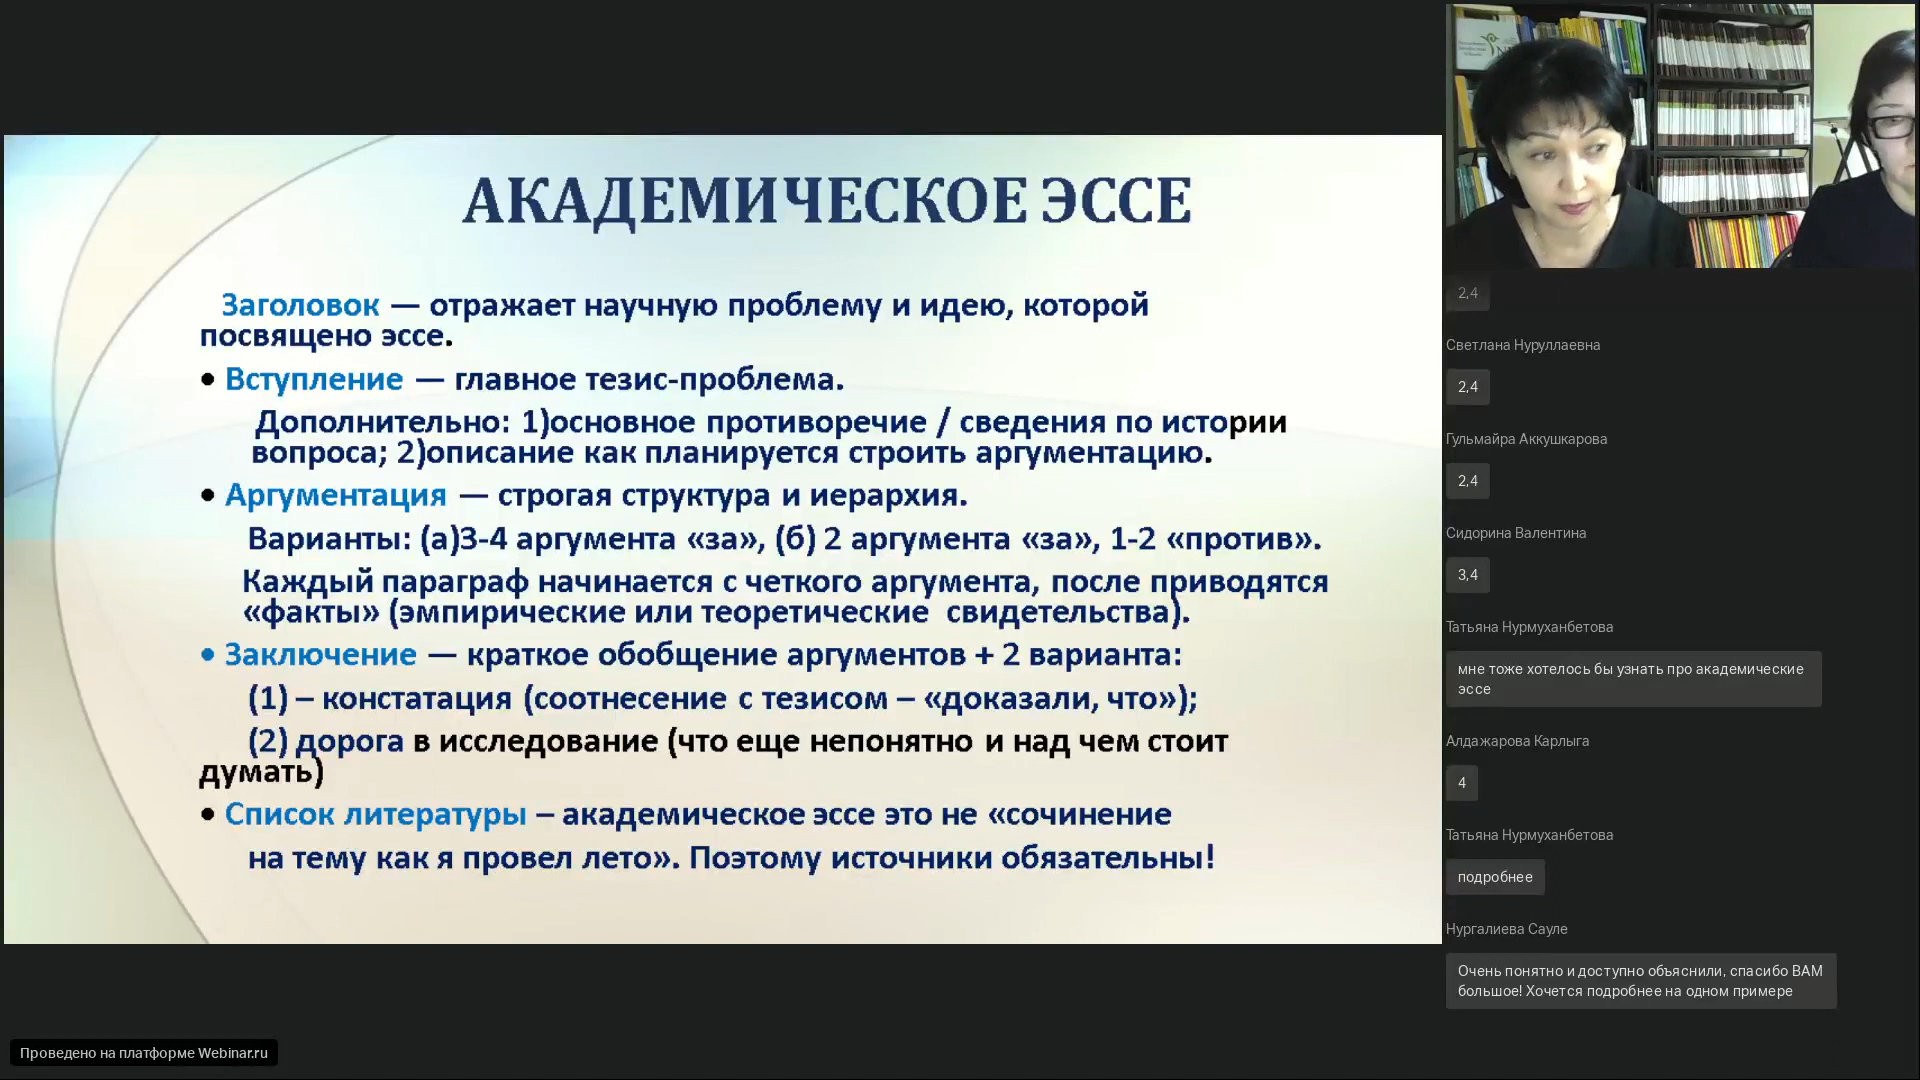 АКАДЕМИЧЕСКОЕ ЭССЕ
Заголовок — отражает научную проблему и идею, которой
посвящено эссе.
• Вступление — главное тезис-проблема.
Дополнительно: 1)основное противоречие / сведения по истории
вопроса; 2)описание как планируется строить аргументацию.
• Аргументация — строгая структура и иерархия.
Варианты: (а)3-4 аргумента «за», (б) 2 аргумента «за», 1-2 «против».
Каждый параграф начинается с четкого аргумента, после приводятся
«факты» (эмпирические или теоретические свидетельства).
• Заключение — краткое обобщение аргументов + 2 варианта:
(1) – констатация (соотнесение с тезисом – «доказали, что»);
(2) дорога в исследование (что еще непонятно и над чем стоит
думать)
• Список литературы – академическое эссе это не «сочинение
на тему как я провел лето». Поэтому источники обязательны!
2,4
Светлана Нуруллаевна
2,4
Гульмайра Аккушкарова
2,4
Сидорина Валентина
3,4
Татьяна Нурмуханбетова
мне тоже хотелось бы узнать про академические
эссе
Алдажарова Карлыга
4
Татьяна Нурмуханбетова
подробнее
Нургалиева Сауле
Очень понятно и доступно объяснили, спасибо ВАМ
большое! Хочется подробнее на одном примере
Проведено на платформе Webinar.ru